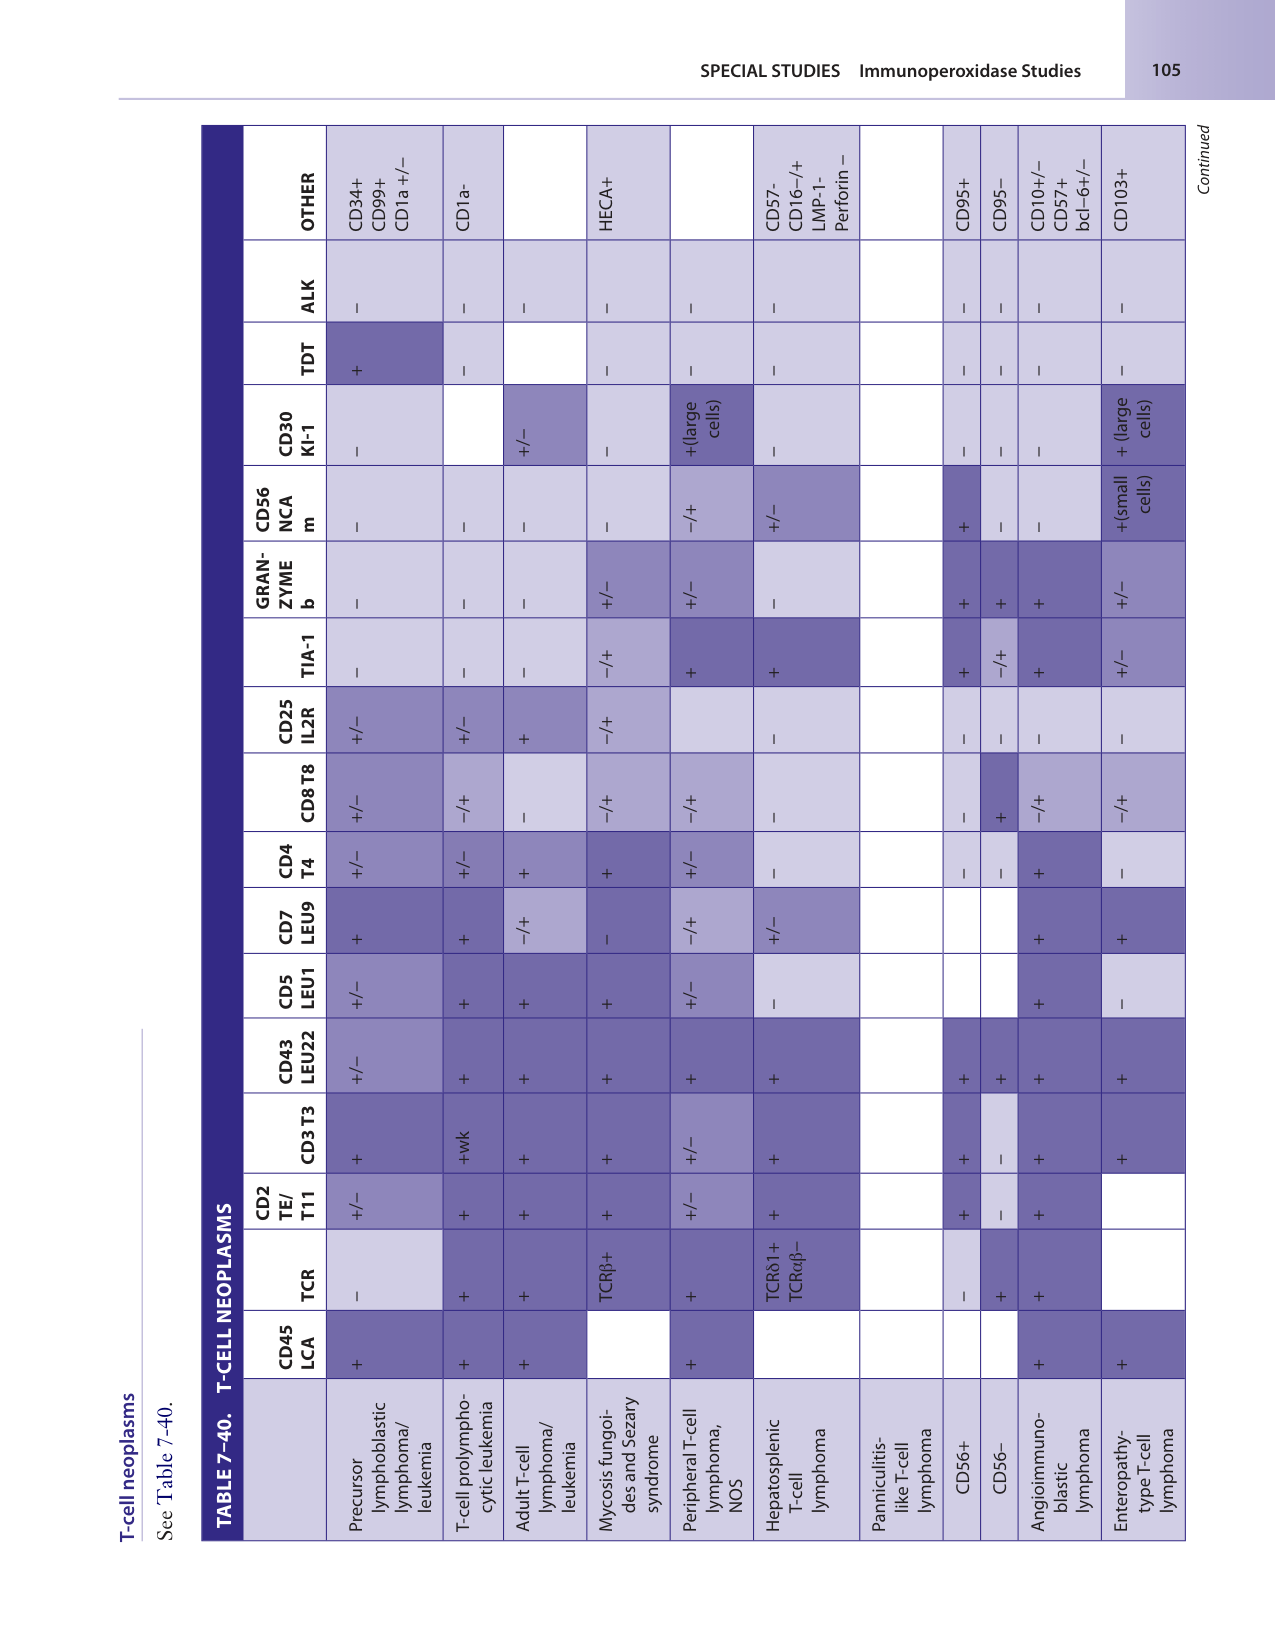 SPECIAL STUDIES Immunoperoxidase Studies 105
T-cell neoplasms
See Table 7-40.
TABLE 7–40. T-CELL NEOPLASMS
CD45 LCA | TCR | CD2 TE/ T11 | CD3 T3 | CD43 LEU22 | CD5 LEU1 | CD7 LEU9 | CD4 T4 | CD8 T8 | CD25 IL2R | TIA-1 | GRAN-ZYME b | CD56 NCA m | CD30 KI-1 | TDT | ALK | OTHER
Precursor lymphoblastic lymphoma/ leukemia | + | – | +/– | + | +/– | +/– | + | +/– | +/– | +/– | – | – | – | – | + | – | CD34+ CD99+ CD1a +/–
T-cell prolympho-cytic leukemia | + | + | + | +wk | + | + | + | +/– | –/+ | +/– | – | – | – | | – | – | CD1a-
Adult T-cell lymphoma/ leukemia | + | + | + | + | + | + | –/+ | + | – | + | – | – | – | +/– | | – |
Mycosis fungoi-des and Sezary syndrome | | TCRβ+ | + | + | + | + | – | + | –/+ | –/+ | –/+ | +/– | – | – | – | – | HECA+
Peripheral T-cell lymphoma, NOS | + | + | +/– | +/– | + | +/– | –/+ | +/– | –/+ | | + | +/– | –/+ | +(large cells) | – | – |
Hepatosplenic T-cell lymphoma | | TCRδ1+ TCRαβ– | + | + | + | – | +/– | – | – | – | + | – | +/– | – | – | – | CD57- CD16–/+ LMP-1- Perforin –
Panniculitis-like T-cell lymphoma
CD56+ | | – | + | + | + | | | – | – | – | + | + | + | – | – | – | CD95+
CD56– | | + | – | – | + | | | – | + | – | –/+ | + | – | – | – | – | CD95–
Angioimmuno-blastic lymphoma | + | + | + | + | + | + | + | + | –/+ | – | + | + | – | – | – | – | CD10+/– CD57+ bcl–6+/–
Enteropathy-type T-cell lymphoma | + | | | + | + | – | + | – | –/+ | – | +/– | +/– | +(small cells) | + (large cells) | – | – | CD103+
Continued